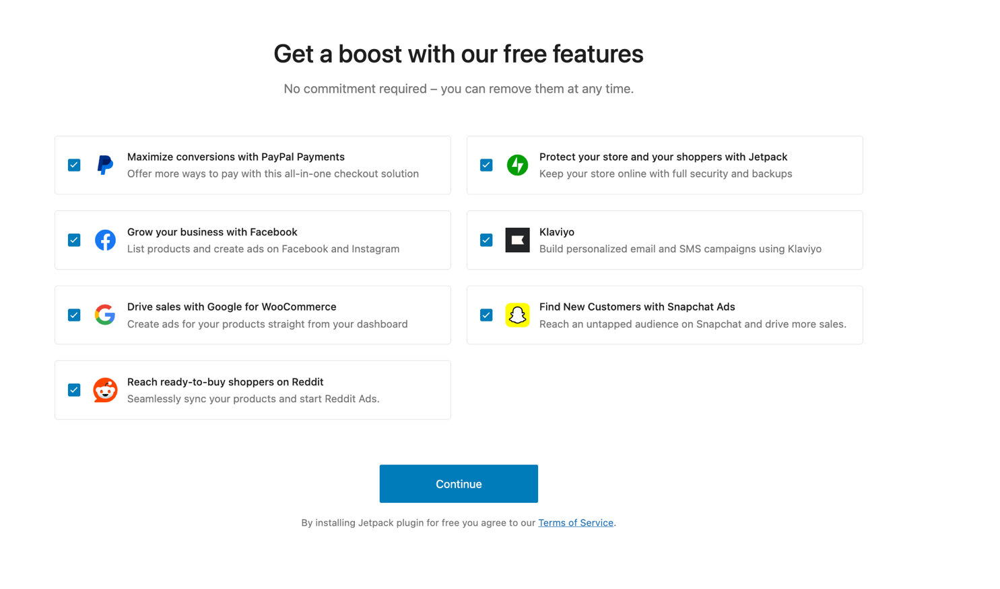 Get a boost with our free features
No commitment required – you can remove them at any time.
Maximize conversions with PayPal Payments
Offer more ways to pay with this all-in-one checkout solution
Protect your store and your shoppers with Jetpack
Keep your store online with full security and backups
Grow your business with Facebook
List products and create ads on Facebook and Instagram
Klaviyo
Build personalized email and SMS campaigns using Klaviyo
Drive sales with Google for WooCommerce
Create ads for your products straight from your dashboard
Find New Customers with Snapchat Ads
Reach an untapped audience on Snapchat and drive more sales.
Reach ready-to-buy shoppers on Reddit
Seamlessly sync your products and start Reddit Ads.
Continue
By installing Jetpack plugin for free you agree to our Terms of Service.